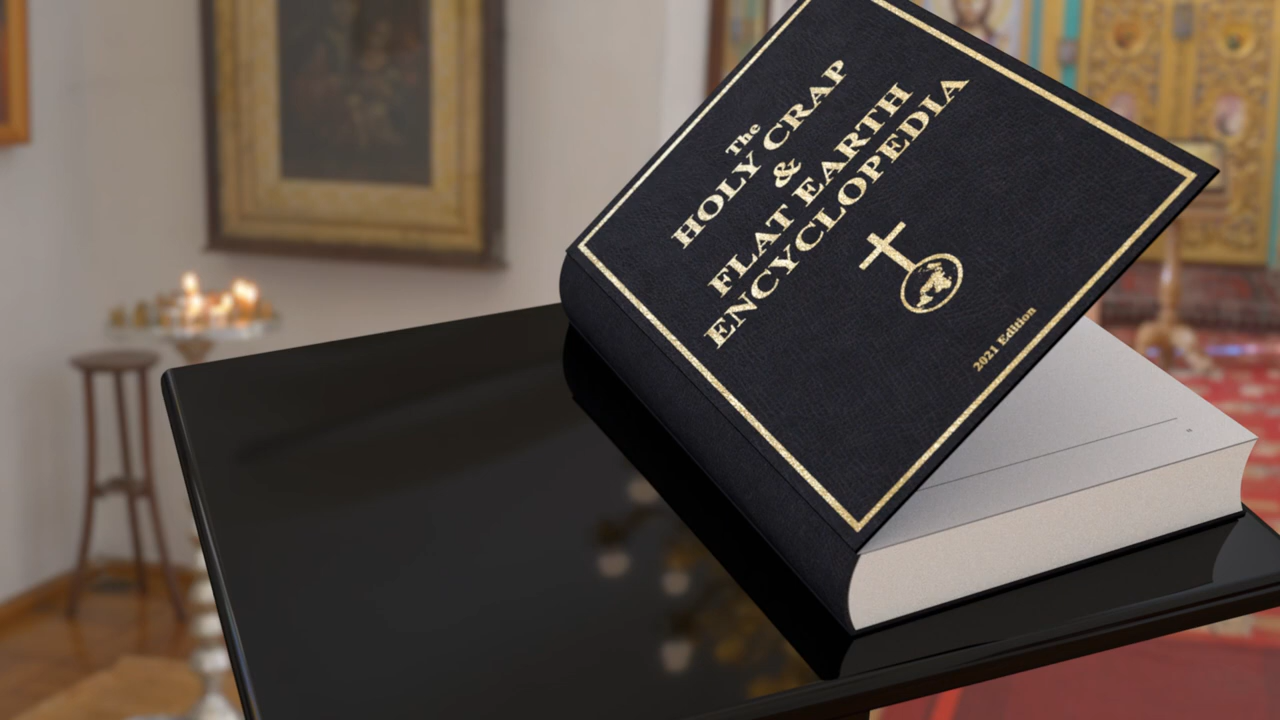 The
HOLY CRAP
&
FLAT EARTH
ENCYCLOPEDIA
2021 Edition